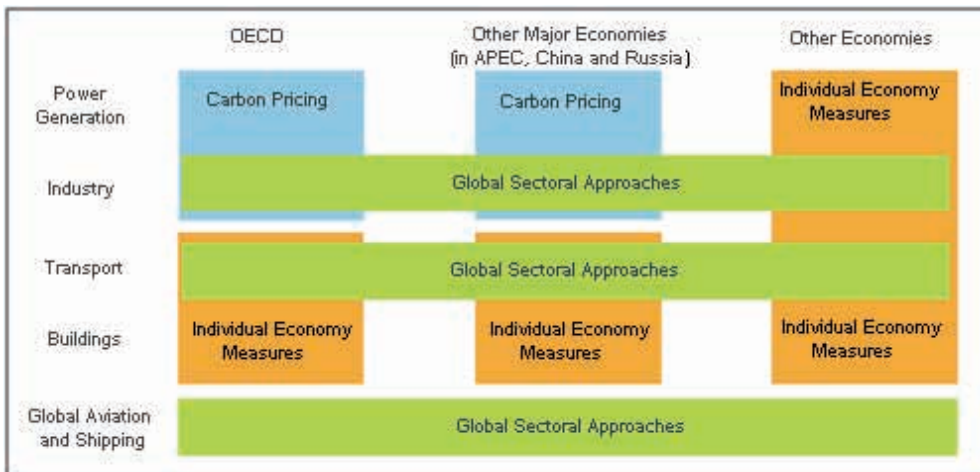 OECD
Other Major Economies
(in APEC, China and Russia)
Other Economies
Power
Generation
Carbon Pricing
Carbon Pricing
Individual Economy
Measures
Industry
Global Sectoral Approaches
Transport
Global Sectoral Approaches
Buildings
Individual Economy
Measures
Individual Economy
Measures
Individual Economy
Measures
Global Aviation
and Shipping
Global Sectoral Approaches